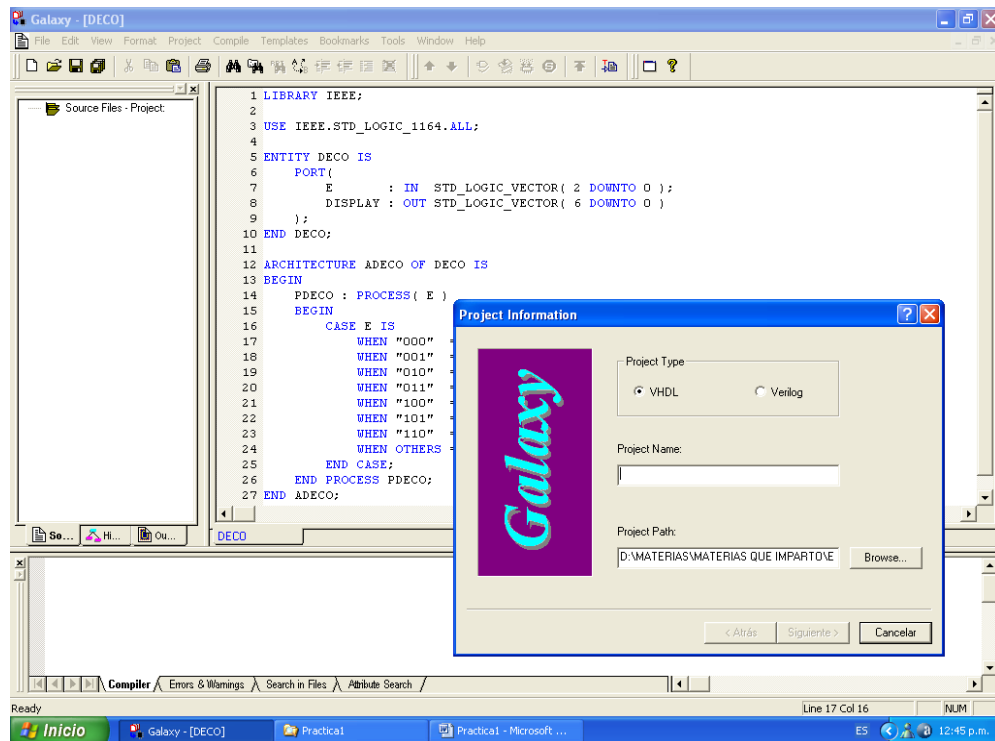 Galaxy - [DECO]
File Edit View Format Project Compile Templates Bookmarks Tools Window Help
Source Files - Project:
1 LIBRARY IEEE;
2
3 USE IEEE.STD_LOGIC_1164.ALL;
4
5 ENTITY DECO IS
6 PORT(
7 E : IN STD_LOGIC_VECTOR( 2 DOWNTO 0 );
8 DISPLAY : OUT STD_LOGIC_VECTOR( 6 DOWNTO 0 )
9 );
10 END DECO;
11
12 ARCHITECTURE ADECO OF DECO IS
13 BEGIN
14 PDECO : PROCESS( E )
15 BEGIN
16 CASE E IS
17 WHEN "000" =
18 WHEN "001" =
19 WHEN "010" =
20 WHEN "011" =
21 WHEN "100" =
22 WHEN "101" =
23 WHEN "110" =
24 WHEN OTHERS =
25 END CASE;
26 END PROCESS PDECO;
27 END ADECO;
So... Hi... Ou...
DECO
Project Information
Galaxy
Project Type
VHDL Verilog
Project Name:
Project Path:
D:\MATERIAS\MATERIAS QUE IMPARTO\E
Browse...
< Atrás Siguiente > Cancelar
Compiler Errors & Warnings Search in Files Attribute Search
Ready Line 17 Col 16 NUM
Inicio Galaxy - [DECO] Practica1 Practica1 - Microsoft ... ES 12:45 p.m.